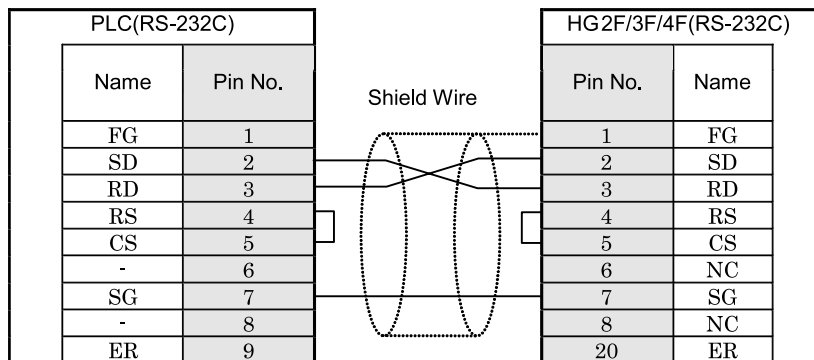 PLC(RS-232C) HG2F/3F/4F(RS-232C)
Name Pin No. Shield Wire Pin No. Name
FG 1 1 FG
SD 2 2 SD
RD 3 3 RD
RS 4 4 RS
CS 5 5 CS
- 6 6 NC
SG 7 7 SG
- 8 8 NC
ER 9 20 ER